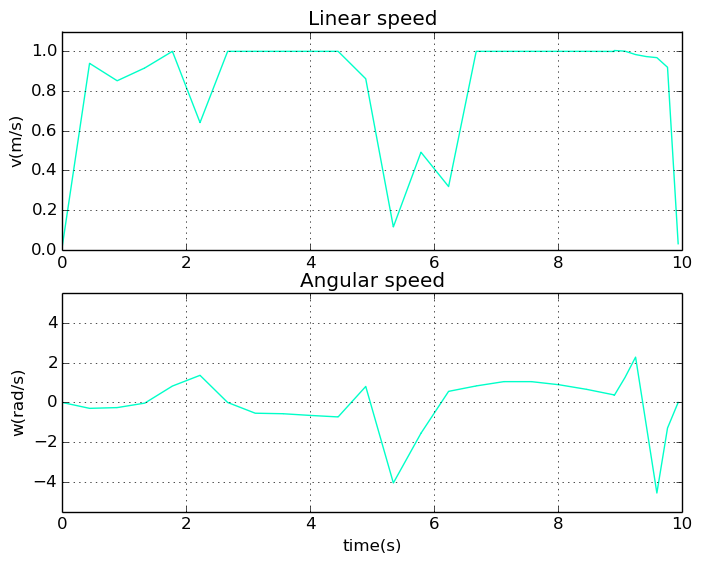 Linear speed
v(m/s)
1.0
0.8
0.6
0.4
0.2
0.0
0 2 4 6 8 10
Angular speed
w(rad/s)
4
2
0
−2
−4
0 2 4 6 8 10
time(s)